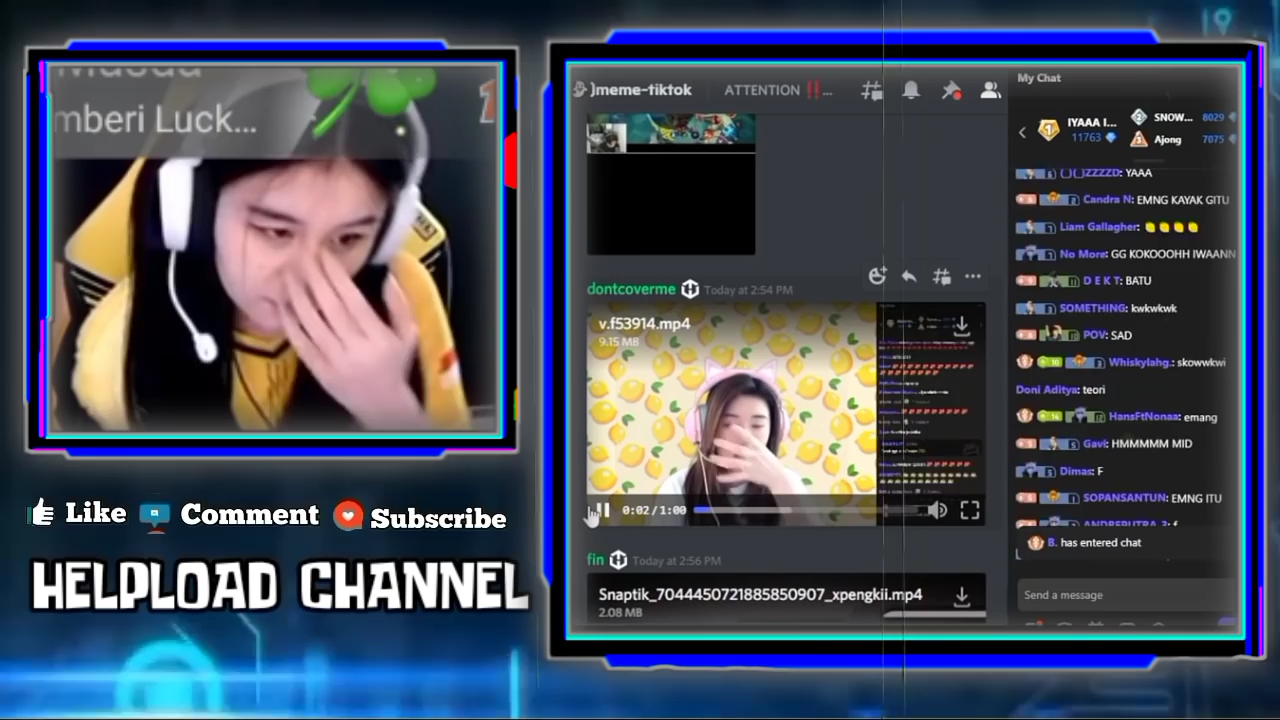 mberi Luck...
Like
Comment
Subscribe
HELPLOAD CHANNEL
)meme-tiktok
ATTENTION ‼️...
dontcoverme
Today at 2:54 PM
v.f53914.mp4
9.15 MB
0:02 / 1:00
fin
Today at 2:56 PM
Snaptik_7044450721885850907_xpengkii.mp4
2.08 MB
My Chat
IYAAA I...
11763
SNOW... 8029
Ajong 7075
YAAA
Candra N: EMNG KAYAK GITU
Liam Gallagher: 🍋🍋🍋🍋
No More: GG KOKOOOHH IWAANN
D E K T: BATU
SOMETHING: kwkwkwk
POV: SAD
Whiskylahg.: skowwkwi
Doni Aditya: teori
HansFtNonaa: emang
Gavi: HMMMMM MID
Dimas: F
SOPANSANTUN: EMNG ITU
B. has entered chat
Send a message